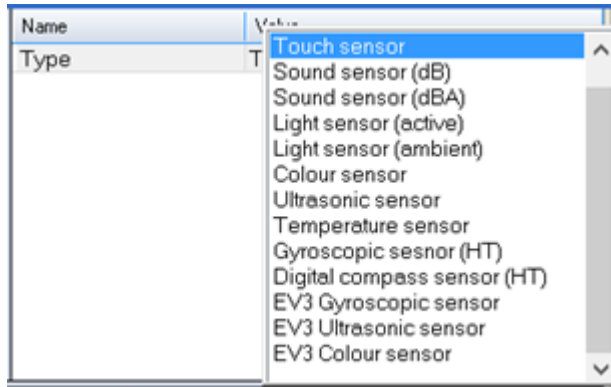 Name
Type
Touch sensor
Sound sensor (dB)
Sound sensor (dBA)
Light sensor (active)
Light sensor (ambient)
Colour sensor
Ultrasonic sensor
Temperature sensor
Gyroscopic sesnor (HT)
Digital compass sensor (HT)
EV3 Gyroscopic sensor
EV3 Ultrasonic sensor
EV3 Colour sensor